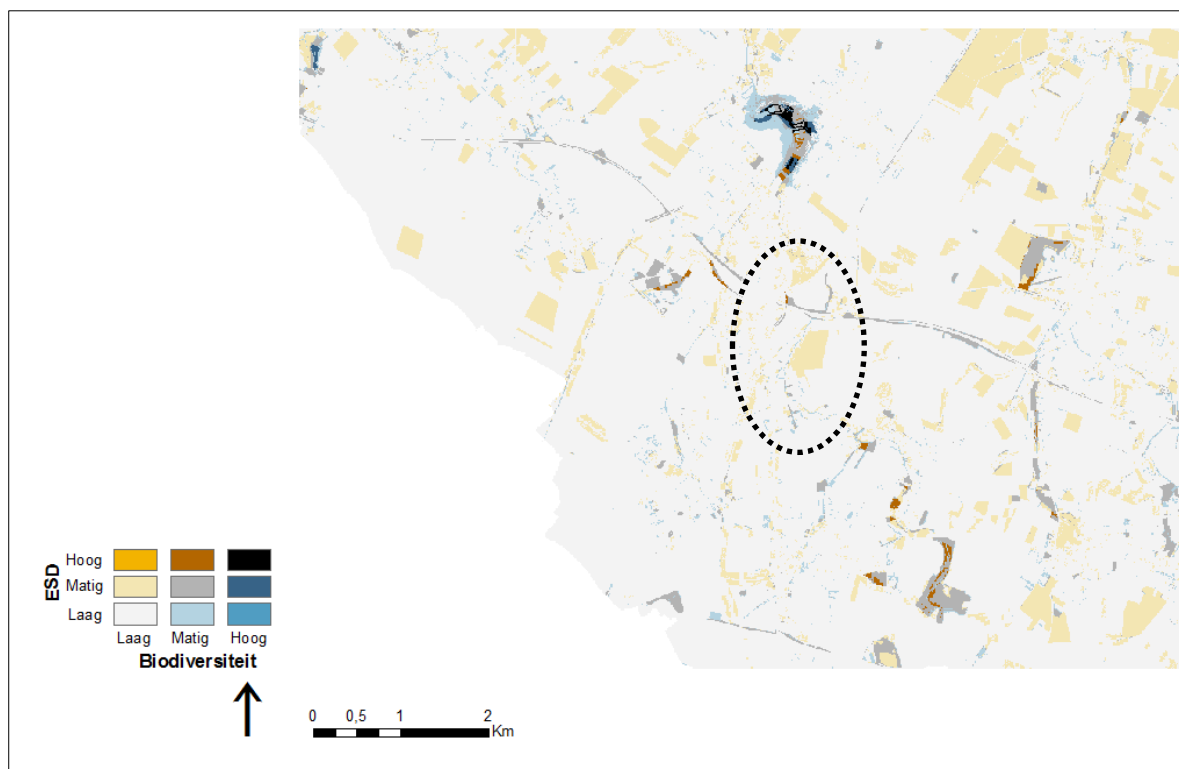 ESD
Hoog
Matig
Laag
Laag Matig Hoog
Biodiversiteit
0 0,5 1 2
Km